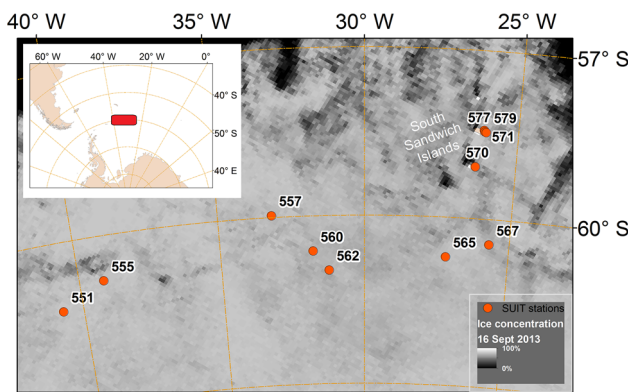 40° W 35° W 30° W 25° W
60° W 40° W 20° W 0°
40° S
50° S
40° E
57° S
60° S
South
Sandwich
Islands
577 579
571
570
557
560
562
565
567
555
551
SUIT stations
Ice concentration
16 Sept 2013
100%
0%